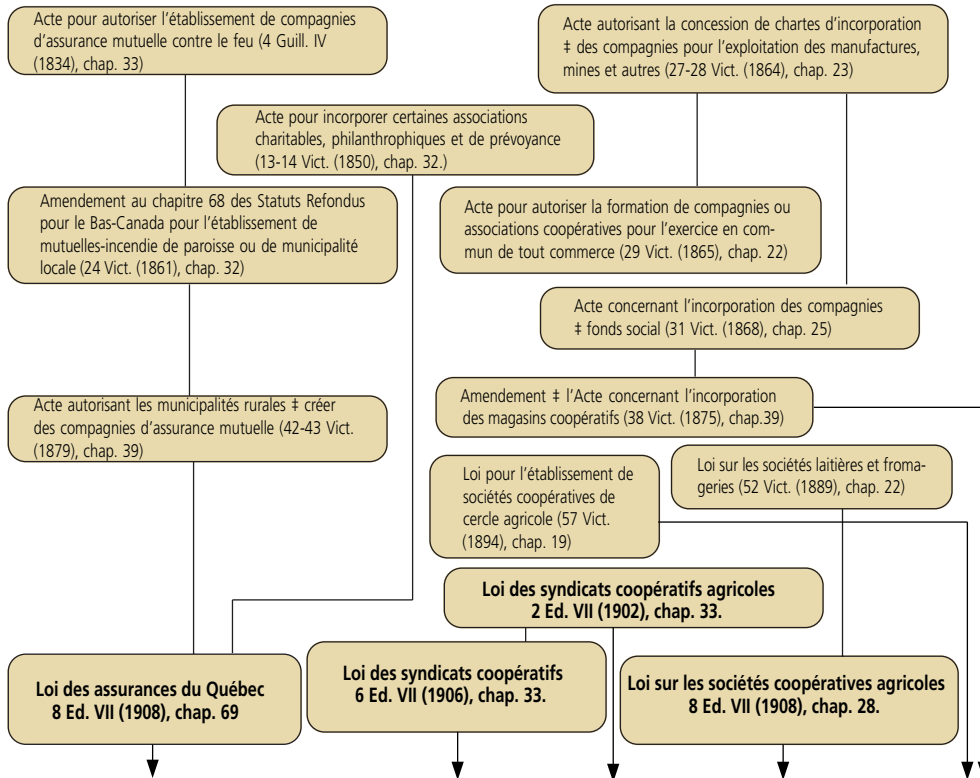 Acte pour autoriser l'établissement de compagnies
d'assurance mutuelle contre le feu (4 Guill. IV
(1834), chap. 33)
Acte autorisant la concession de chartes d'incorporation
‡ des compagnies pour l'exploitation des manufactures,
mines et autres (27-28 Vict. (1864), chap. 23)
Acte pour incorporer certaines associations
charitables, philanthrophiques et de prévoyance
(13-14 Vict. (1850), chap. 32.)
Amendement au chapitre 68 des Statuts Refondus
pour le Bas-Canada pour l'établissement de
mutuelles-incendie de paroisse ou de municipalité
locale (24 Vict. (1861), chap. 32)
Acte pour autoriser la formation de compagnies ou
associations coopératives pour l'exercice en com-
mun de tout commerce (29 Vict. (1865), chap. 22)
Acte concernant l'incorporation des compagnies
‡ fonds social (31 Vict. (1868), chap. 25)
Amendement ‡ l'Acte concernant l'incorporation
des magasins coopératifs (38 Vict. (1875), chap.39)
Acte autorisant les municipalités rurales ‡ créer
des compagnies d'assurance mutuelle (42-43 Vict.
(1879), chap. 39)
Loi pour l'établissement de
sociétés coopératives de
cercle agricole (57 Vict.
(1894), chap. 19)
Loi sur les sociétés laitières et froma-
geries (52 Vict. (1889), chap. 22)
Loi des syndicats coopératifs agricoles
2 Ed. VII (1902), chap. 33.
Loi des assurances du Québec
8 Ed. VII (1908), chap. 69
Loi des syndicats coopératifs
6 Ed. VII (1906), chap. 33.
Loi sur les sociétés coopératives agricoles
8 Ed. VII (1908), chap. 28.